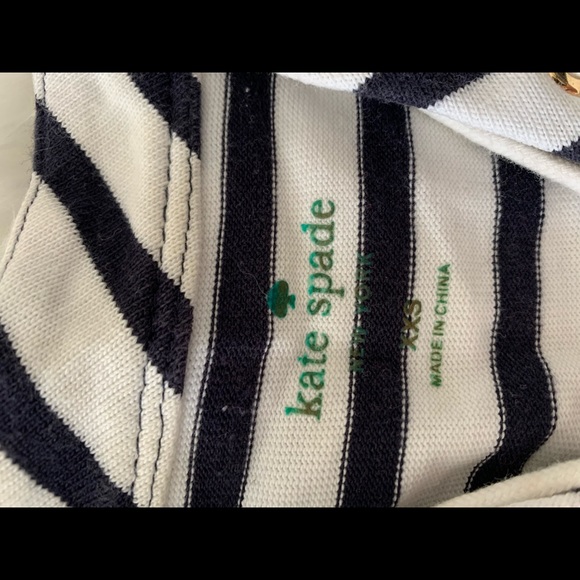 kate spade
NEW YORK
XXS
MADE IN CHINA